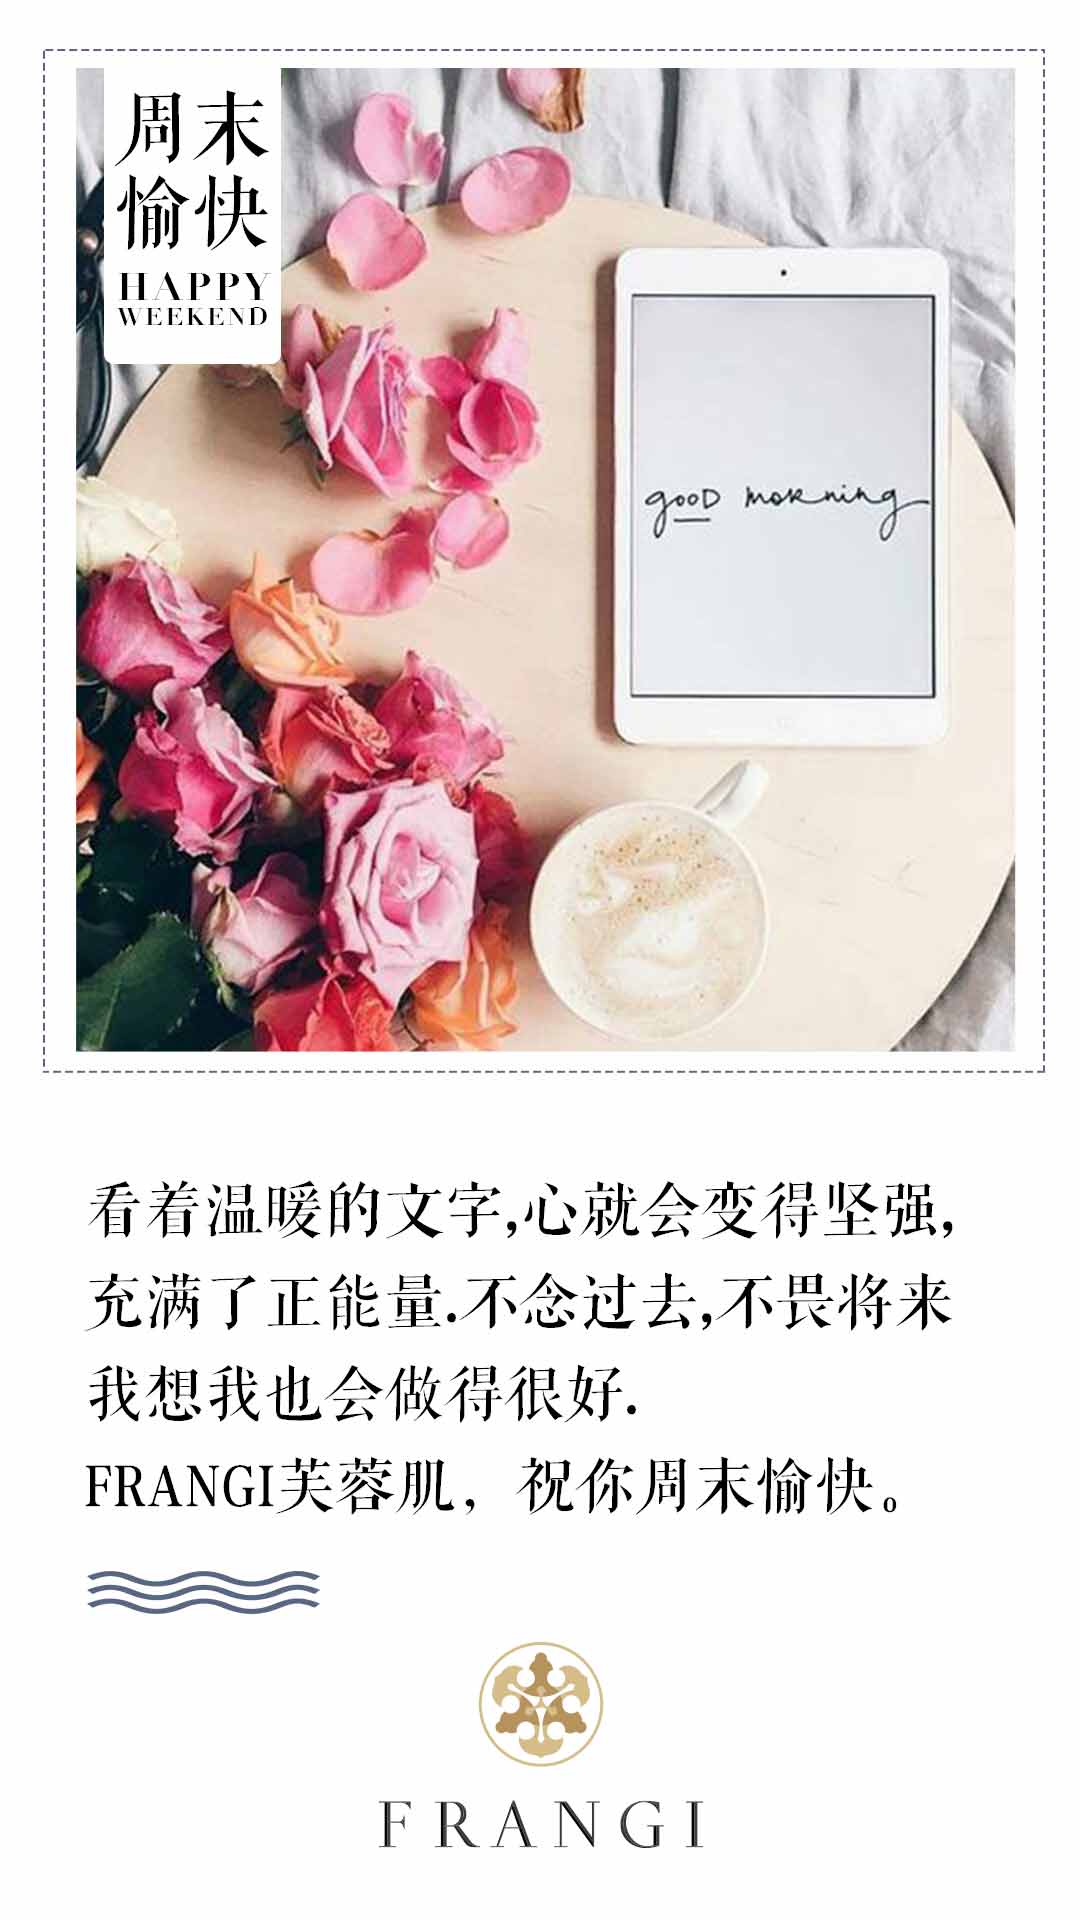 周末
愉快
HAPPY
WEEKEND
good morning
看着温暖的文字,心就会变得坚强,
充满了正能量.不念过去,不畏将来
我想我也会做得很好.
FRANGI芙蓉肌，祝你周末愉快。
FRANGI